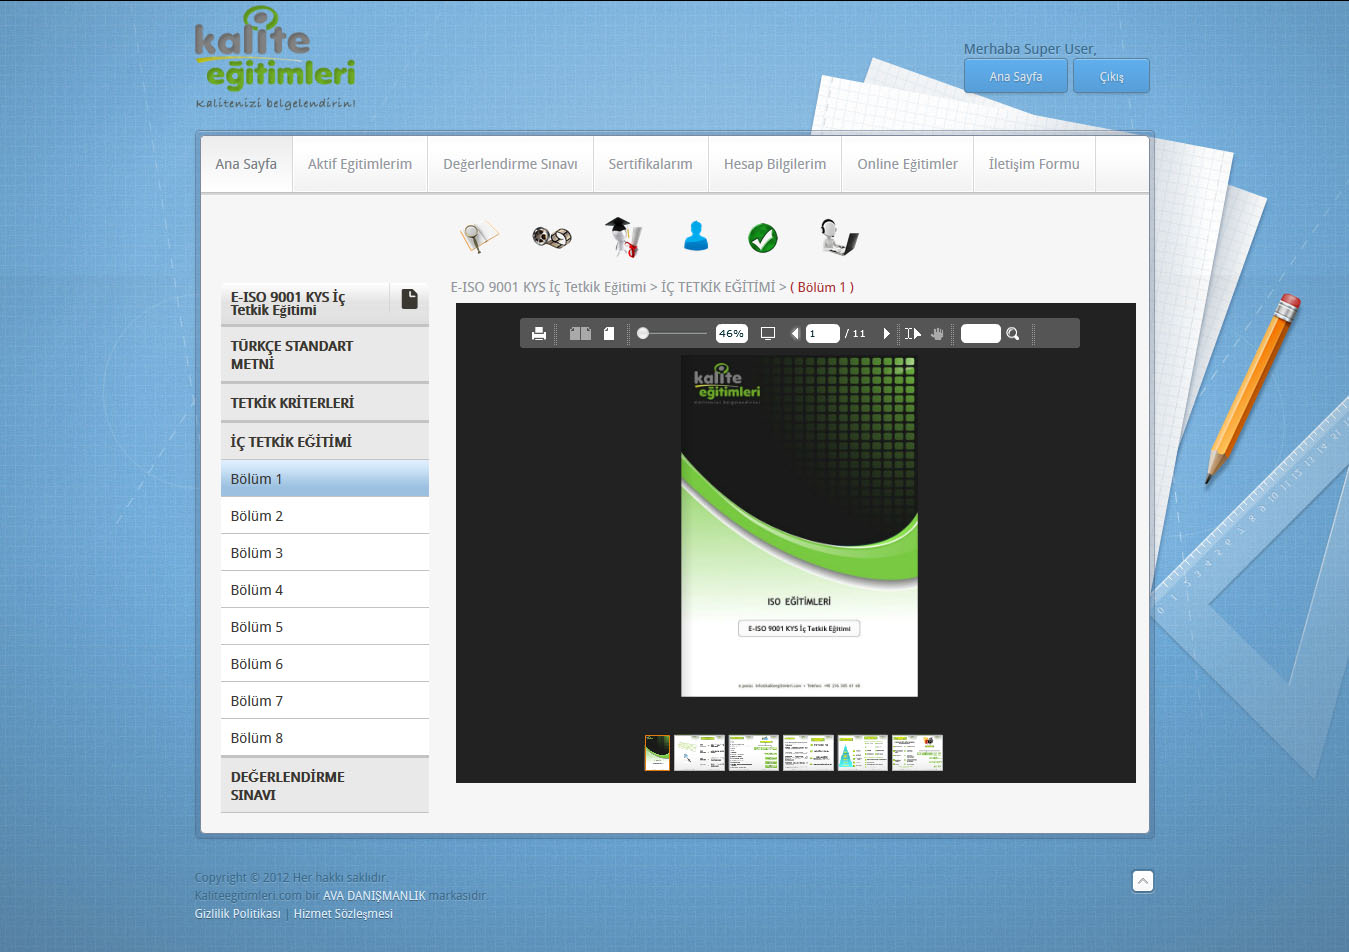 kalite
eğitimleri
Kalitenizi belgelendirin!
Merhaba Super User,
Ana Sayfa
Çıkış
Ana Sayfa
Aktif Egitimlerim
Değerlendirme Sınavı
Sertifikalarım
Hesap Bilgilerim
Online Eğitimler
İletişim Formu
E-ISO 9001 KYS İç
Tetkik Eğitimi
TÜRKÇE STANDART
METNİ
TETKİK KRİTERLERİ
İÇ TETKİK EĞİTİMİ
Bölüm 1
Bölüm 2
Bölüm 3
Bölüm 4
Bölüm 5
Bölüm 6
Bölüm 7
Bölüm 8
DEĞERLENDİRME
SINAVI
E-ISO 9001 KYS İç Tetkik Eğitimi > İÇ TETKİK EĞİTİMİ > ( Bölüm 1 )
46%
1
/ 11
kalite
eğitimleri
ISO EĞİTİMLERİ
E-ISO 9001 KYS İç Tetkik Eğitimi
Copyright © 2012 Her hakkı saklıdır.
Kaliteegitimleri.com bir AVA DANIŞMANLIK markasıdır.
Gizlilik Politikası | Hizmet Sözleşmesi